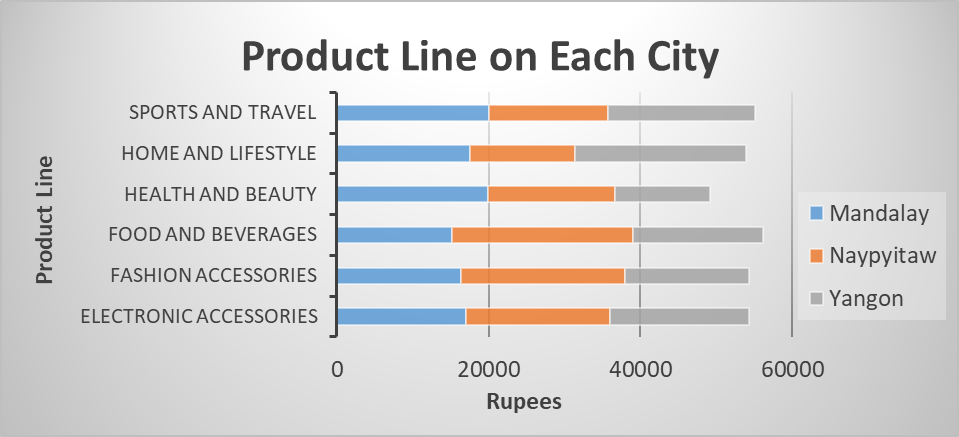 Product Line on Each City
Product Line
SPORTS AND TRAVEL
HOME AND LIFESTYLE
HEALTH AND BEAUTY
FOOD AND BEVERAGES
FASHION ACCESSORIES
ELECTRONIC ACCESSORIES
0 20000 40000 60000
Rupees
Mandalay
Naypyitaw
Yangon